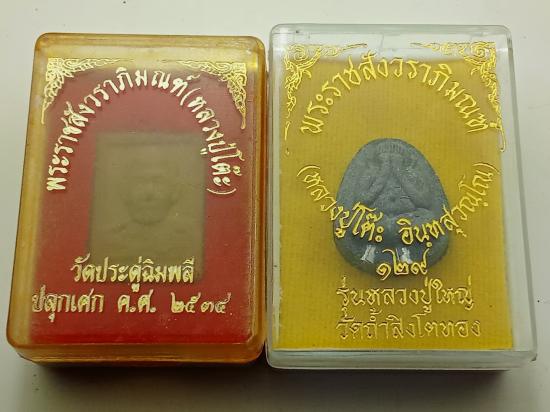 พระราชสังวราภิมณฑ์(หลวงปู่โต๊ะ)
วัดประดู่ฉิมพลี
ปลุกเศก ค.ศ. ๒๕๓๔
พระราชสังวราภิมณฑ์
(หลวงปู่โต๊ะ อินฺทสุวณฺโณ)
๑๒๙
รุ่นหลวงปู่ใหญ่
วัดถ้ำสิงโตทอง